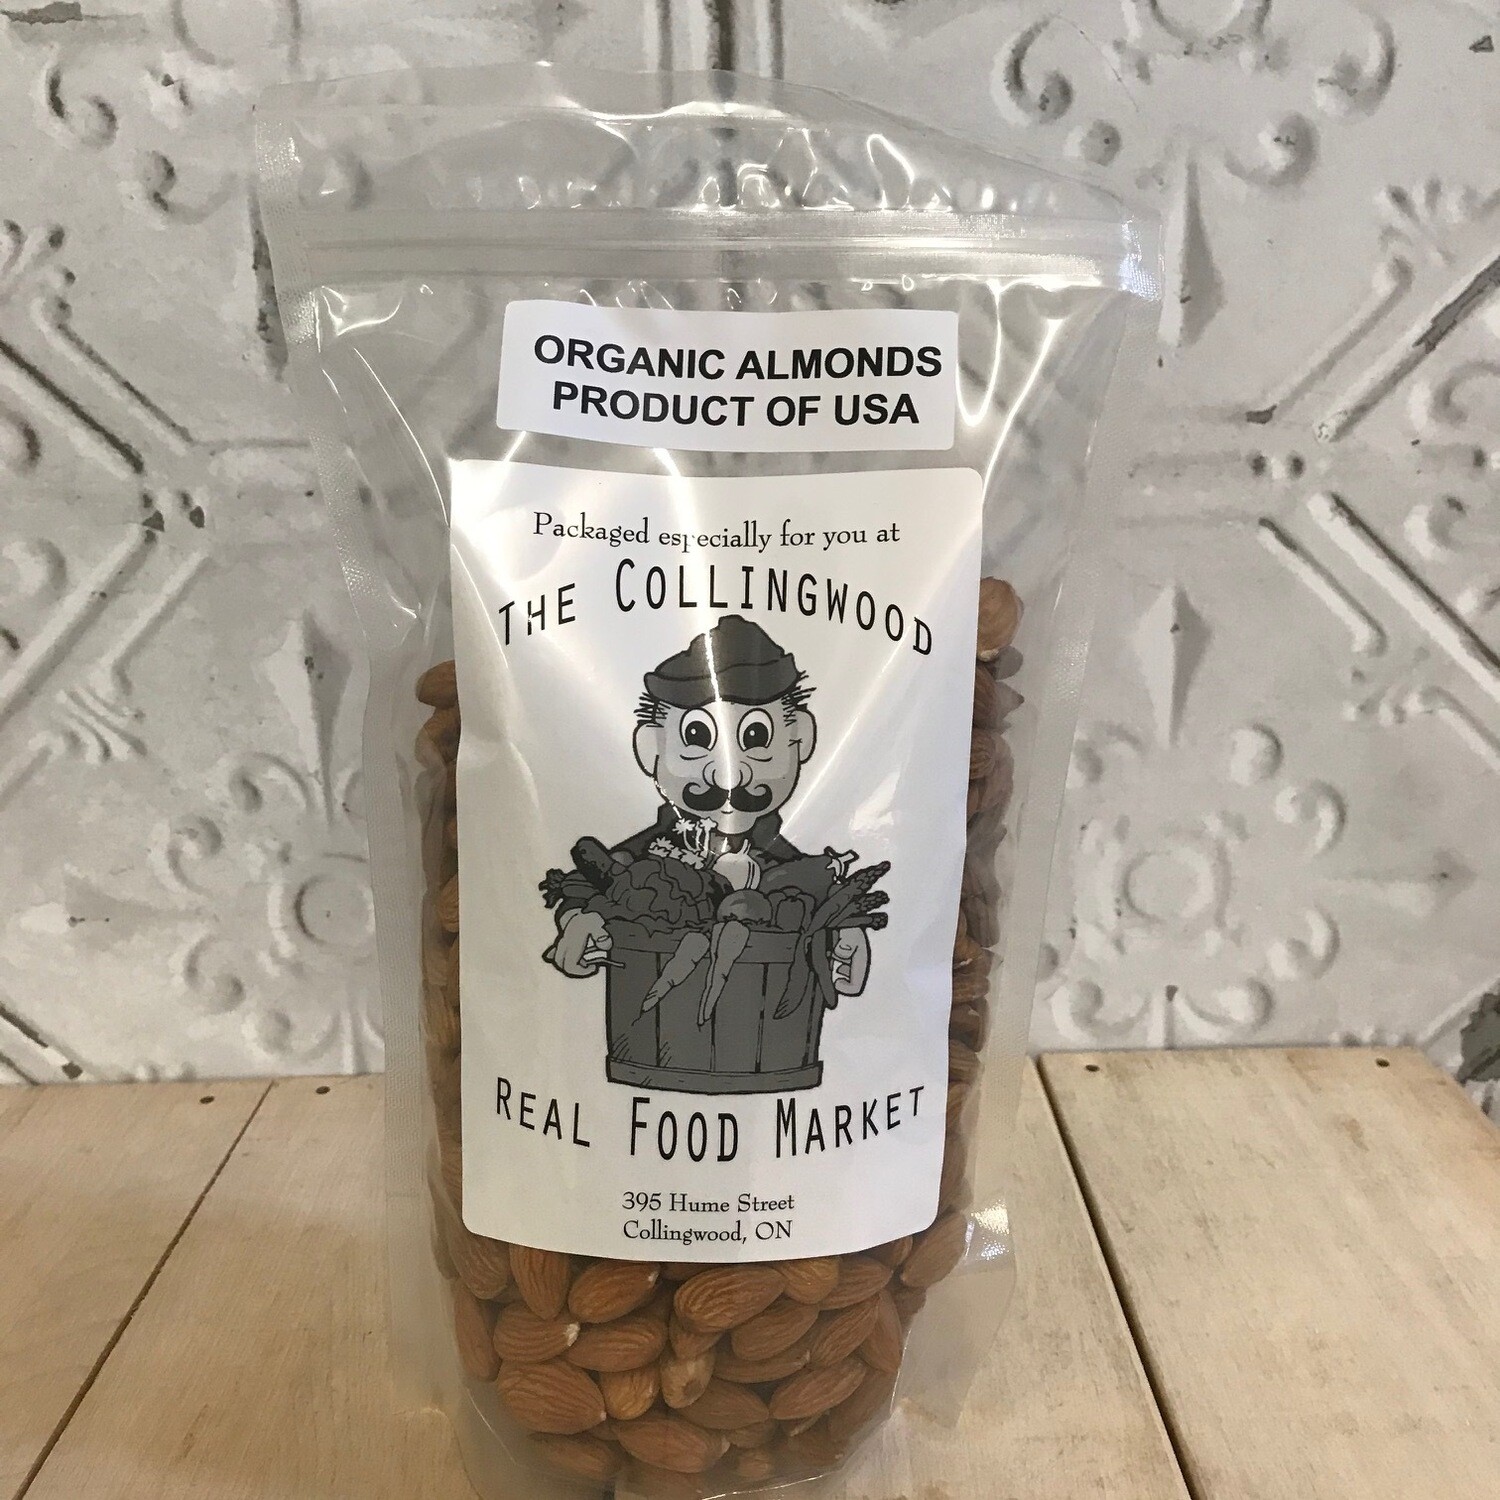 ORGANIC ALMONDS
PRODUCT OF USA
Packaged especially for you at
THE COLLINGWOOD
REAL FOOD MARKET
395 Hume Street
Collingwood, ON